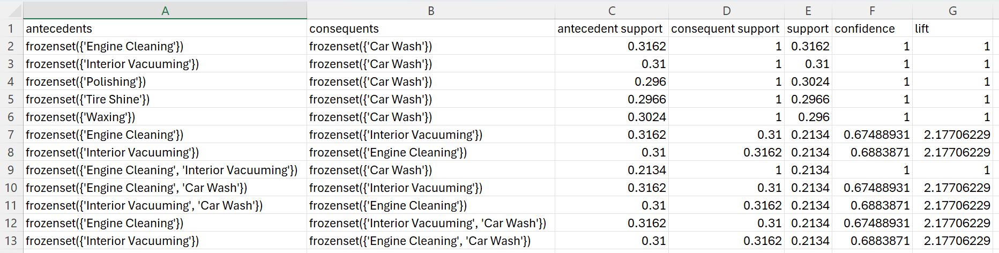 A B C D E F G
1 antecedents consequents antecedent support consequent support support confidence lift
2 frozenset({'Engine Cleaning'}) frozenset({'Car Wash'}) 0.3162 1 0.3162 1 1
3 frozenset({'Interior Vacuuming'}) frozenset({'Car Wash'}) 0.31 1 0.31 1 1
4 frozenset({'Polishing'}) frozenset({'Car Wash'}) 0.296 1 0.3024 1 1
5 frozenset({'Tire Shine'}) frozenset({'Car Wash'}) 0.2966 1 0.2966 1 1
6 frozenset({'Waxing'}) frozenset({'Car Wash'}) 0.3024 1 0.296 1 1
7 frozenset({'Engine Cleaning'}) frozenset({'Interior Vacuuming'}) 0.3162 0.31 0.2134 0.67488931 2.17706229
8 frozenset({'Interior Vacuuming'}) frozenset({'Engine Cleaning'}) 0.31 0.3162 0.2134 0.6883871 2.17706229
9 frozenset({'Engine Cleaning', 'Interior Vacuuming'}) frozenset({'Car Wash'}) 0.2134 1 0.2134 1 1
10 frozenset({'Engine Cleaning', 'Car Wash'}) frozenset({'Interior Vacuuming'}) 0.3162 0.31 0.2134 0.67488931 2.17706229
11 frozenset({'Interior Vacuuming', 'Car Wash'}) frozenset({'Engine Cleaning'}) 0.31 0.3162 0.2134 0.6883871 2.17706229
12 frozenset({'Engine Cleaning'}) frozenset({'Interior Vacuuming', 'Car Wash'}) 0.3162 0.31 0.2134 0.67488931 2.17706229
13 frozenset({'Interior Vacuuming'}) frozenset({'Engine Cleaning', 'Car Wash'}) 0.31 0.3162 0.2134 0.6883871 2.17706229